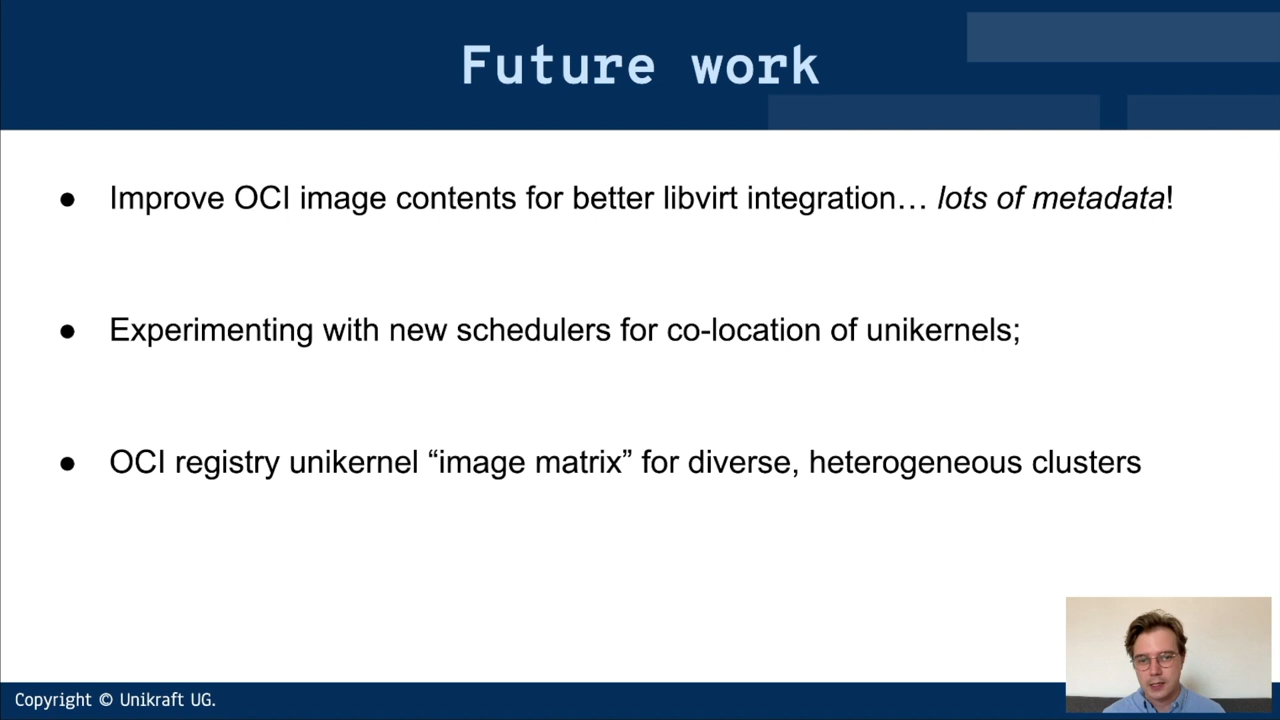 Future work
● Improve OCI image contents for better libvirt integration… lots of metadata!
● Experimenting with new schedulers for co-location of unikernels;
● OCI registry unikernel “image matrix” for diverse, heterogeneous clusters
Copyright © Unikraft UG.